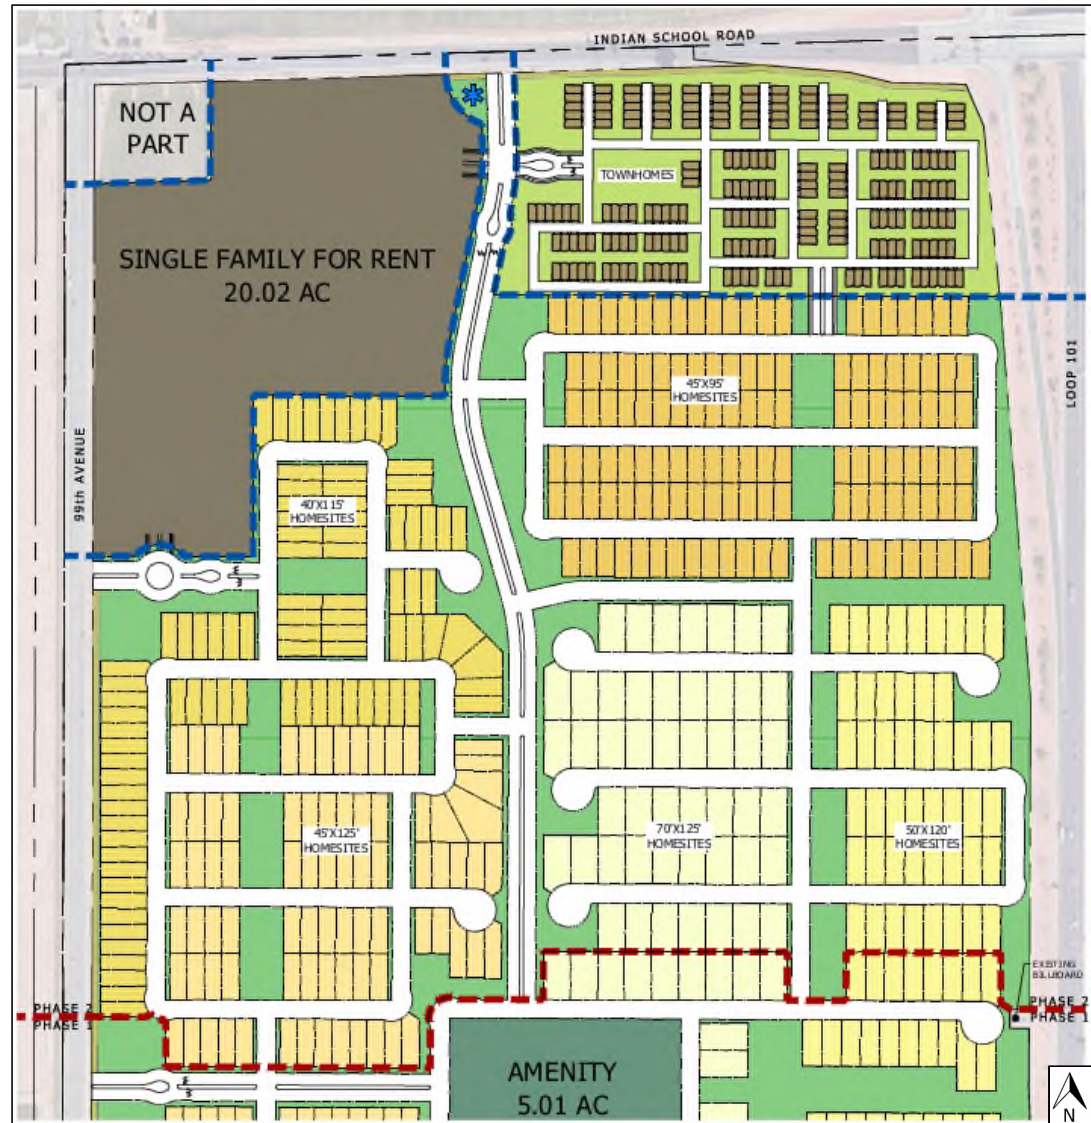 INDIAN SCHOOL ROAD
NOT A
PART
TOWNHOMES
SINGLE FAMILY FOR RENT
20.02 AC
LOOP 101
45'X95'
HOMESITES
99th AVENUE
40'X115'
HOMESITES
45'X125'
HOMESITES
70'X125'
HOMESITES
50'X120'
HOMESITES
EXISTING
BILLBOARD
PHASE 2
PHASE 1
PHASE 2
PHASE 1
AMENITY
5.01 AC
N